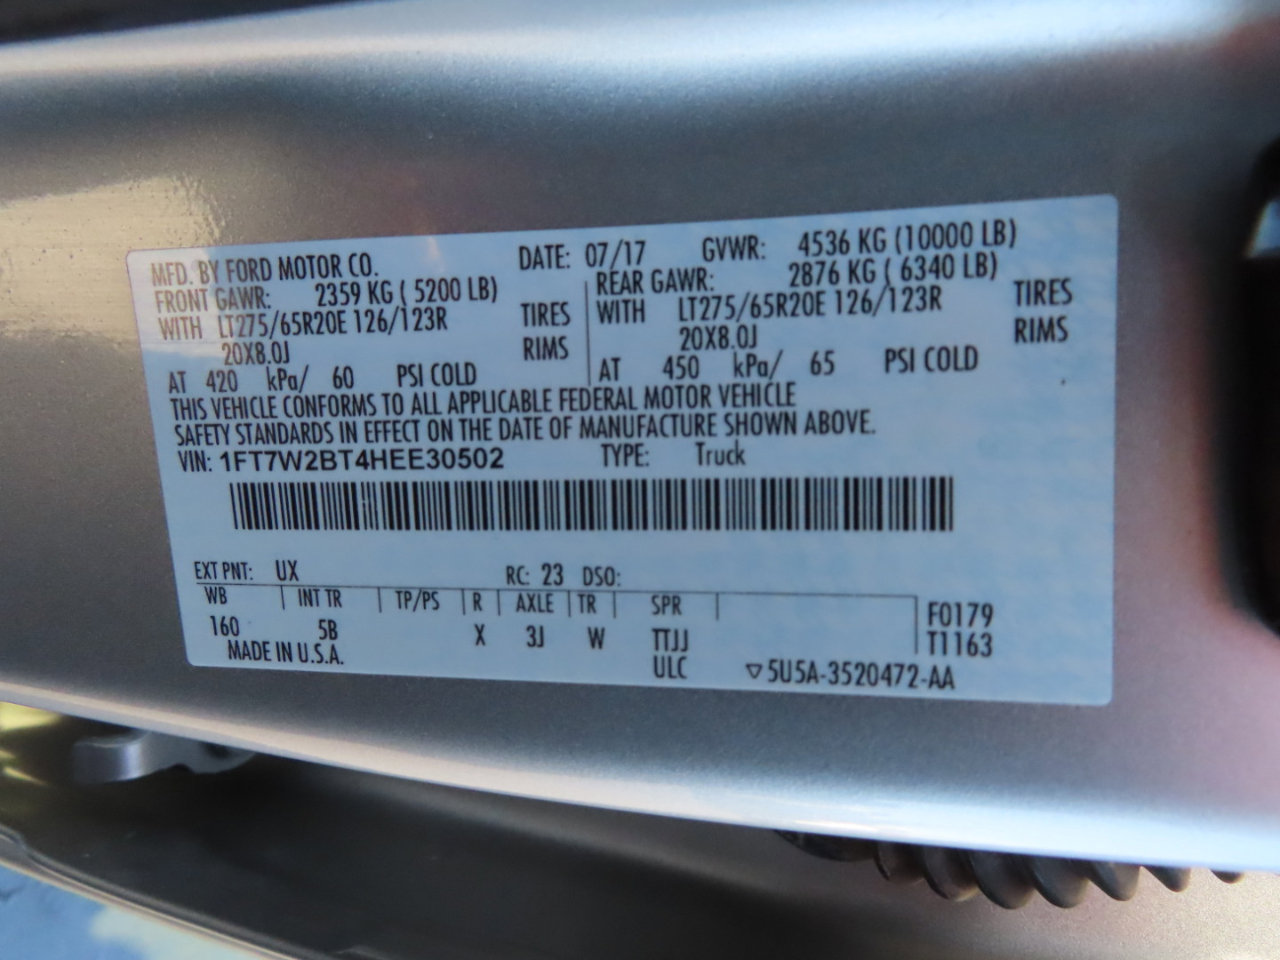 MFD. BY FORD MOTOR CO. DATE: 07/17 GVWR: 4536 KG (10000 LB)
FRONT GAWR: 2359 KG ( 5200 LB) REAR GAWR: 2876 KG ( 6340 LB)
WITH LT275/65R20E 126/123R TIRES WITH LT275/65R20E 126/123R TIRES
20X8.0J RIMS 20X8.0J RIMS
AT 420 kPa/ 60 PSI COLD AT 450 kPa/ 65 PSI COLD
THIS VEHICLE CONFORMS TO ALL APPLICABLE FEDERAL MOTOR VEHICLE
SAFETY STANDARDS IN EFFECT ON THE DATE OF MANUFACTURE SHOWN ABOVE.
VIN: 1FT7W2BT4HEE30502 TYPE: Truck
EXT PNT: UX RC: 23 DSO:
WB INT TR TP/PS R AXLE TR SPR F0179
160 5B X 3J W TTJJ T1163
MADE IN U.S.A. ULC ▽5U5A-3520472-AA